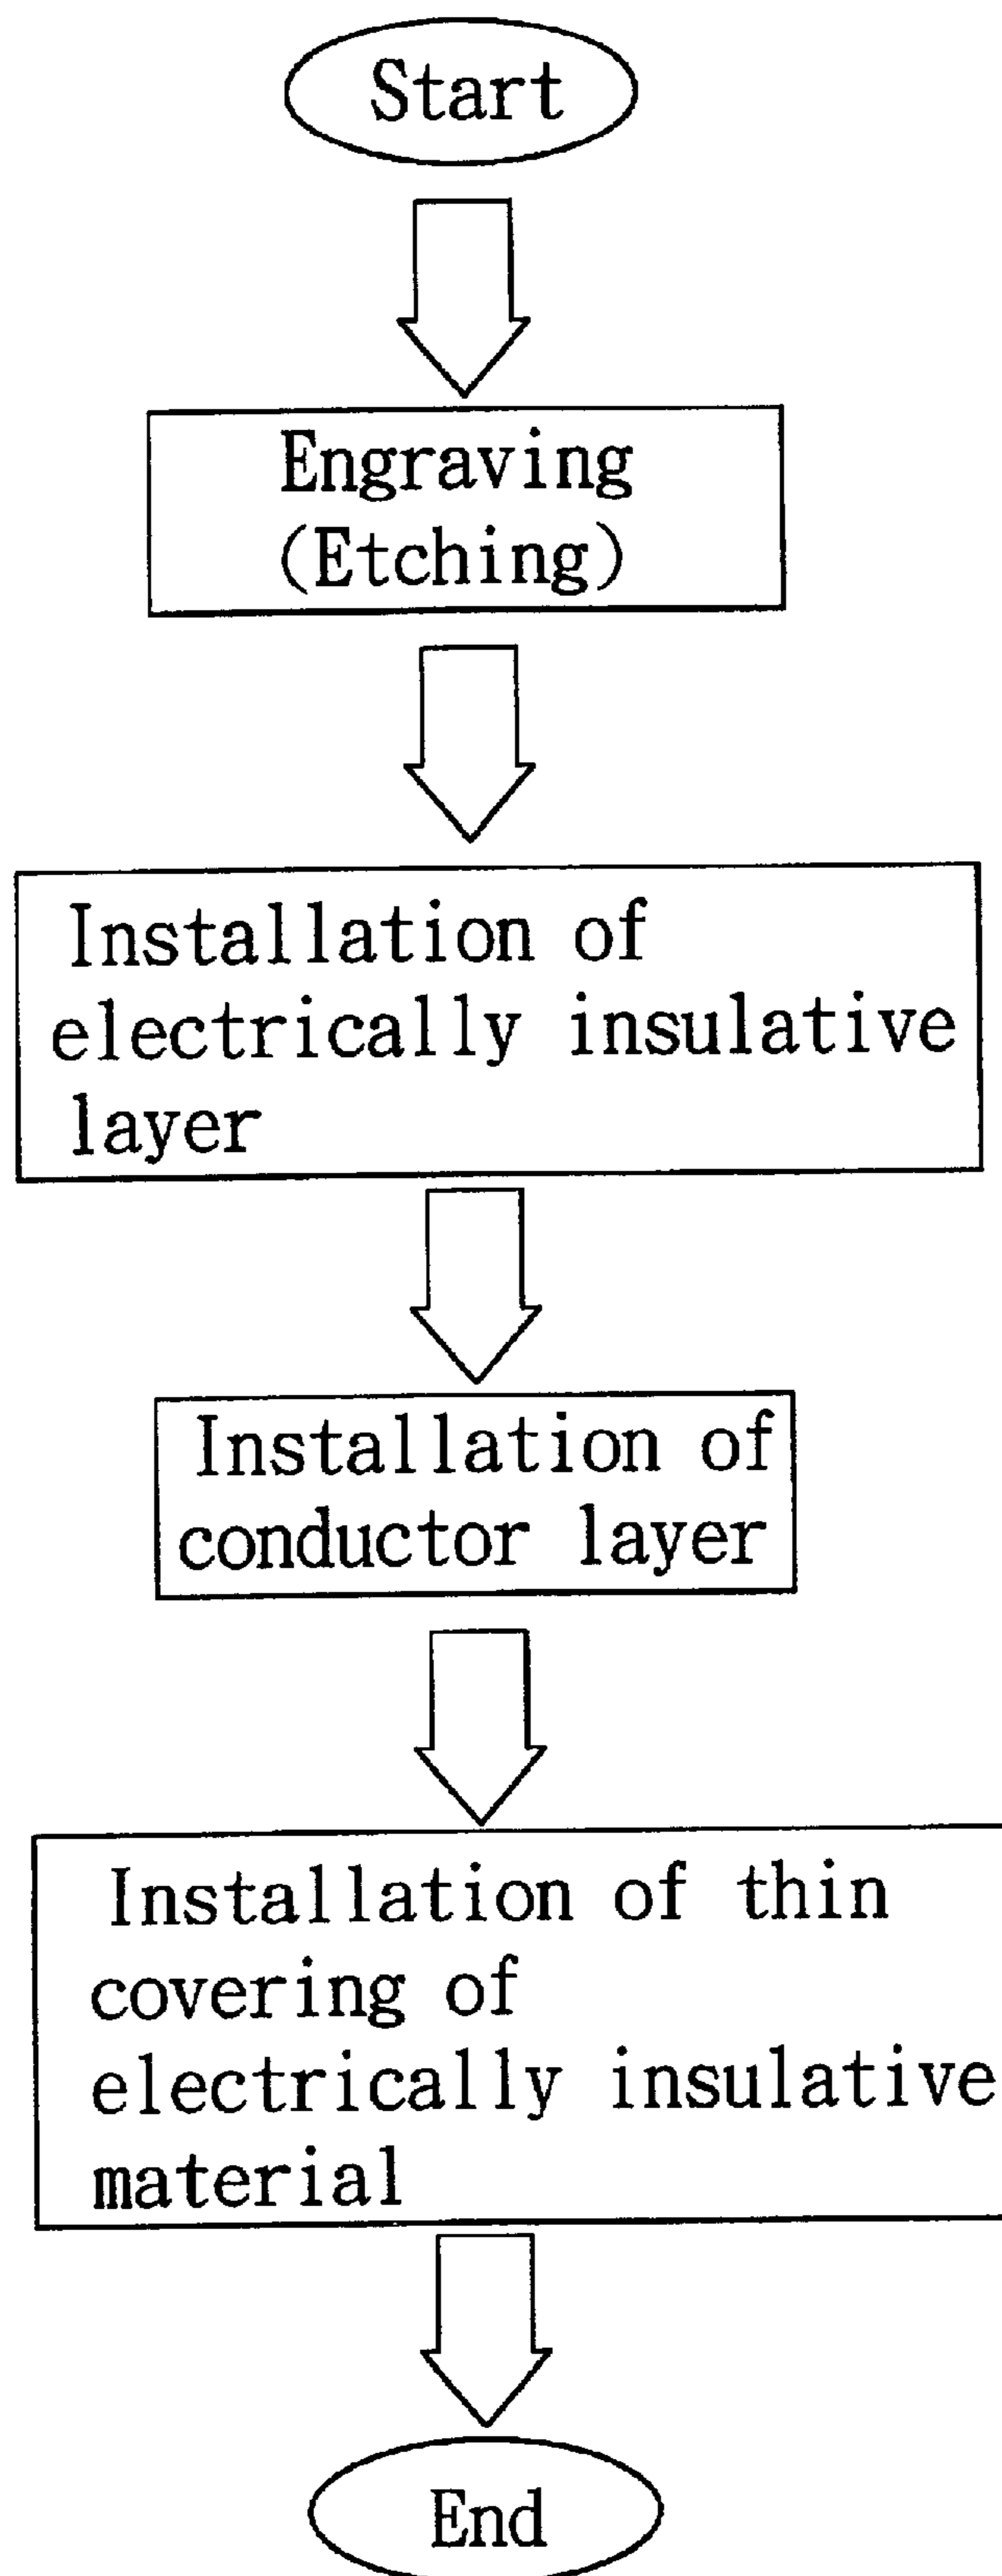 Start
Engraving
(Etching)
Installation of
electrically insulative
layer
Installation of
conductor layer
Installation of thin
covering of
electrically insulative
material
End